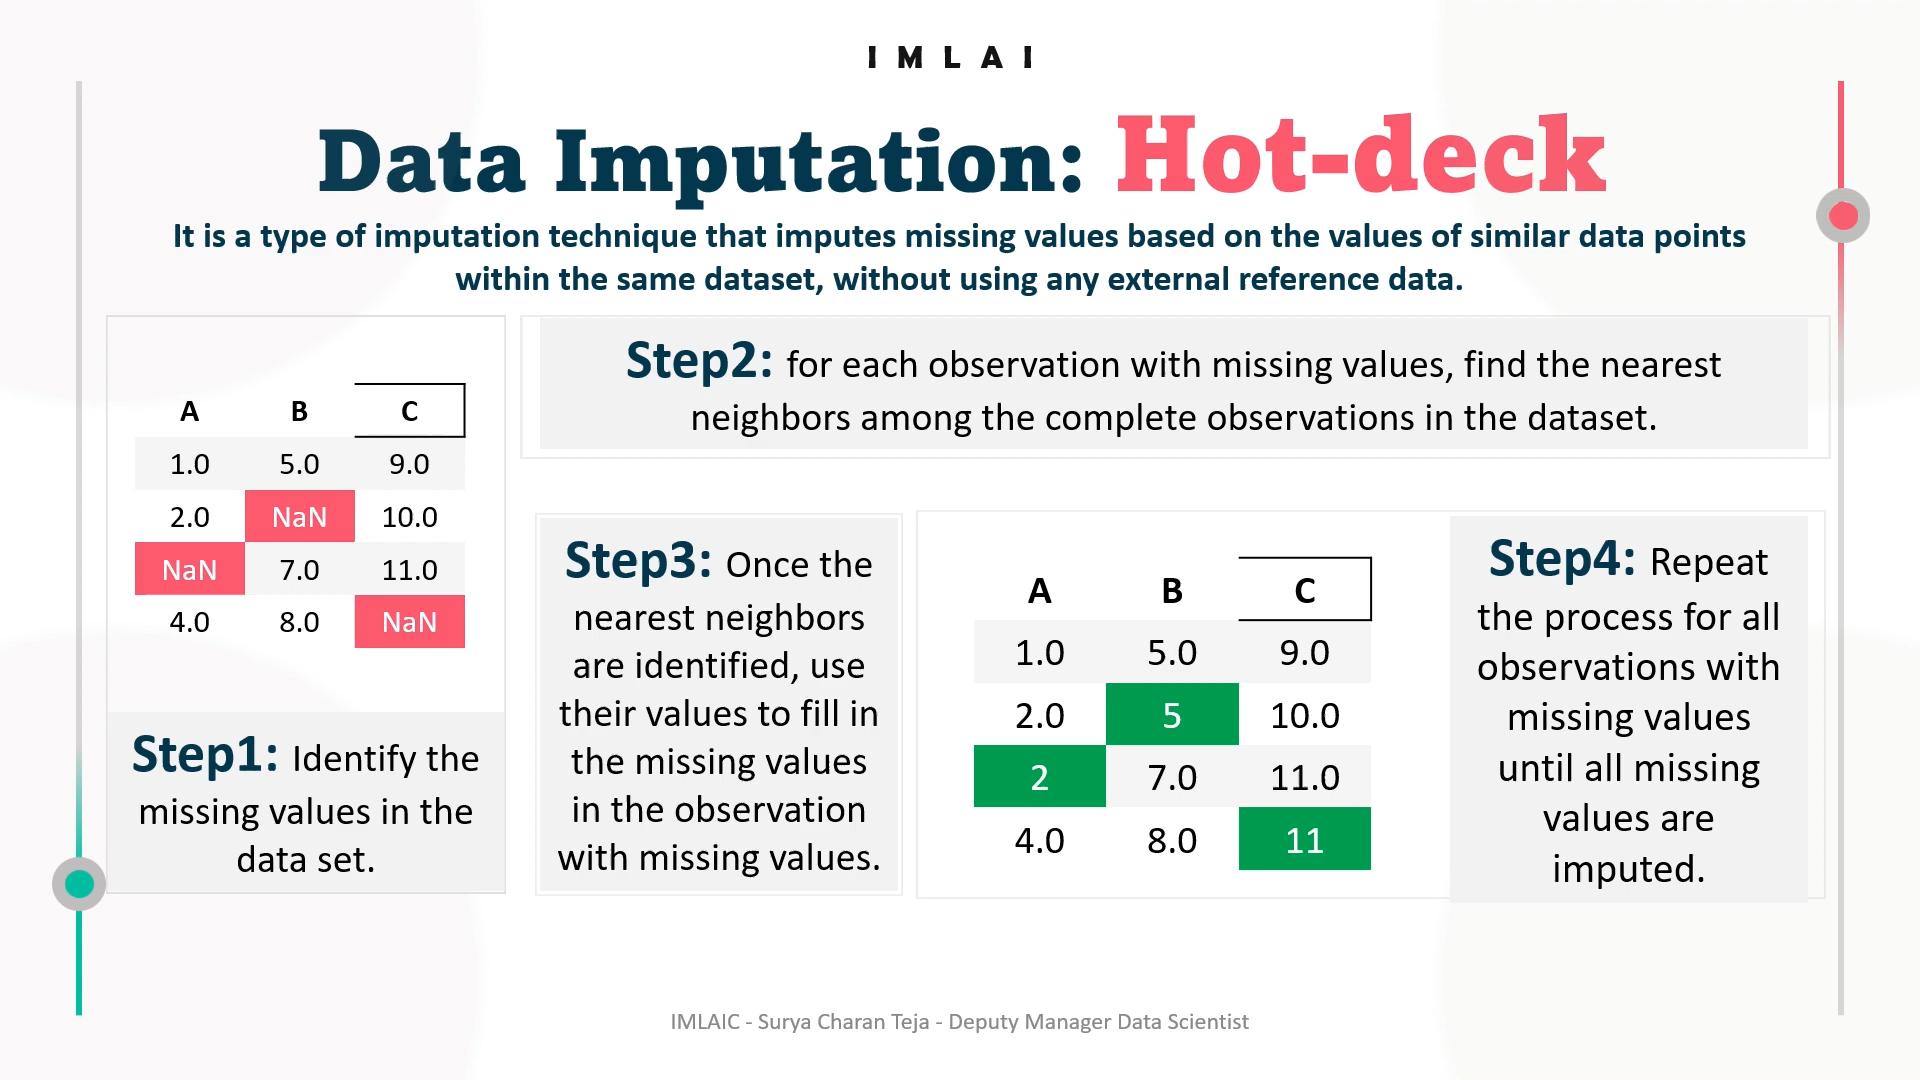 IMLAI
Data Imputation: Hot-deck
It is a type of imputation technique that imputes missing values based on the values of similar data points
within the same dataset, without using any external reference data.
A B C
1.0 5.0 9.0
2.0 NaN 10.0
NaN 7.0 11.0
4.0 8.0 NaN
Step1: Identify the
missing values in the
data set.
Step2: for each observation with missing values, find the nearest
neighbors among the complete observations in the dataset.
Step3: Once the
nearest neighbors
are identified, use
their values to fill in
the missing values
in the observation
with missing values.
A B C
1.0 5.0 9.0
2.0 5 10.0
2 7.0 11.0
4.0 8.0 11
Step4: Repeat
the process for all
observations with
missing values
until all missing
values are
imputed.
IMLAIC - Surya Charan Teja - Deputy Manager Data Scientist